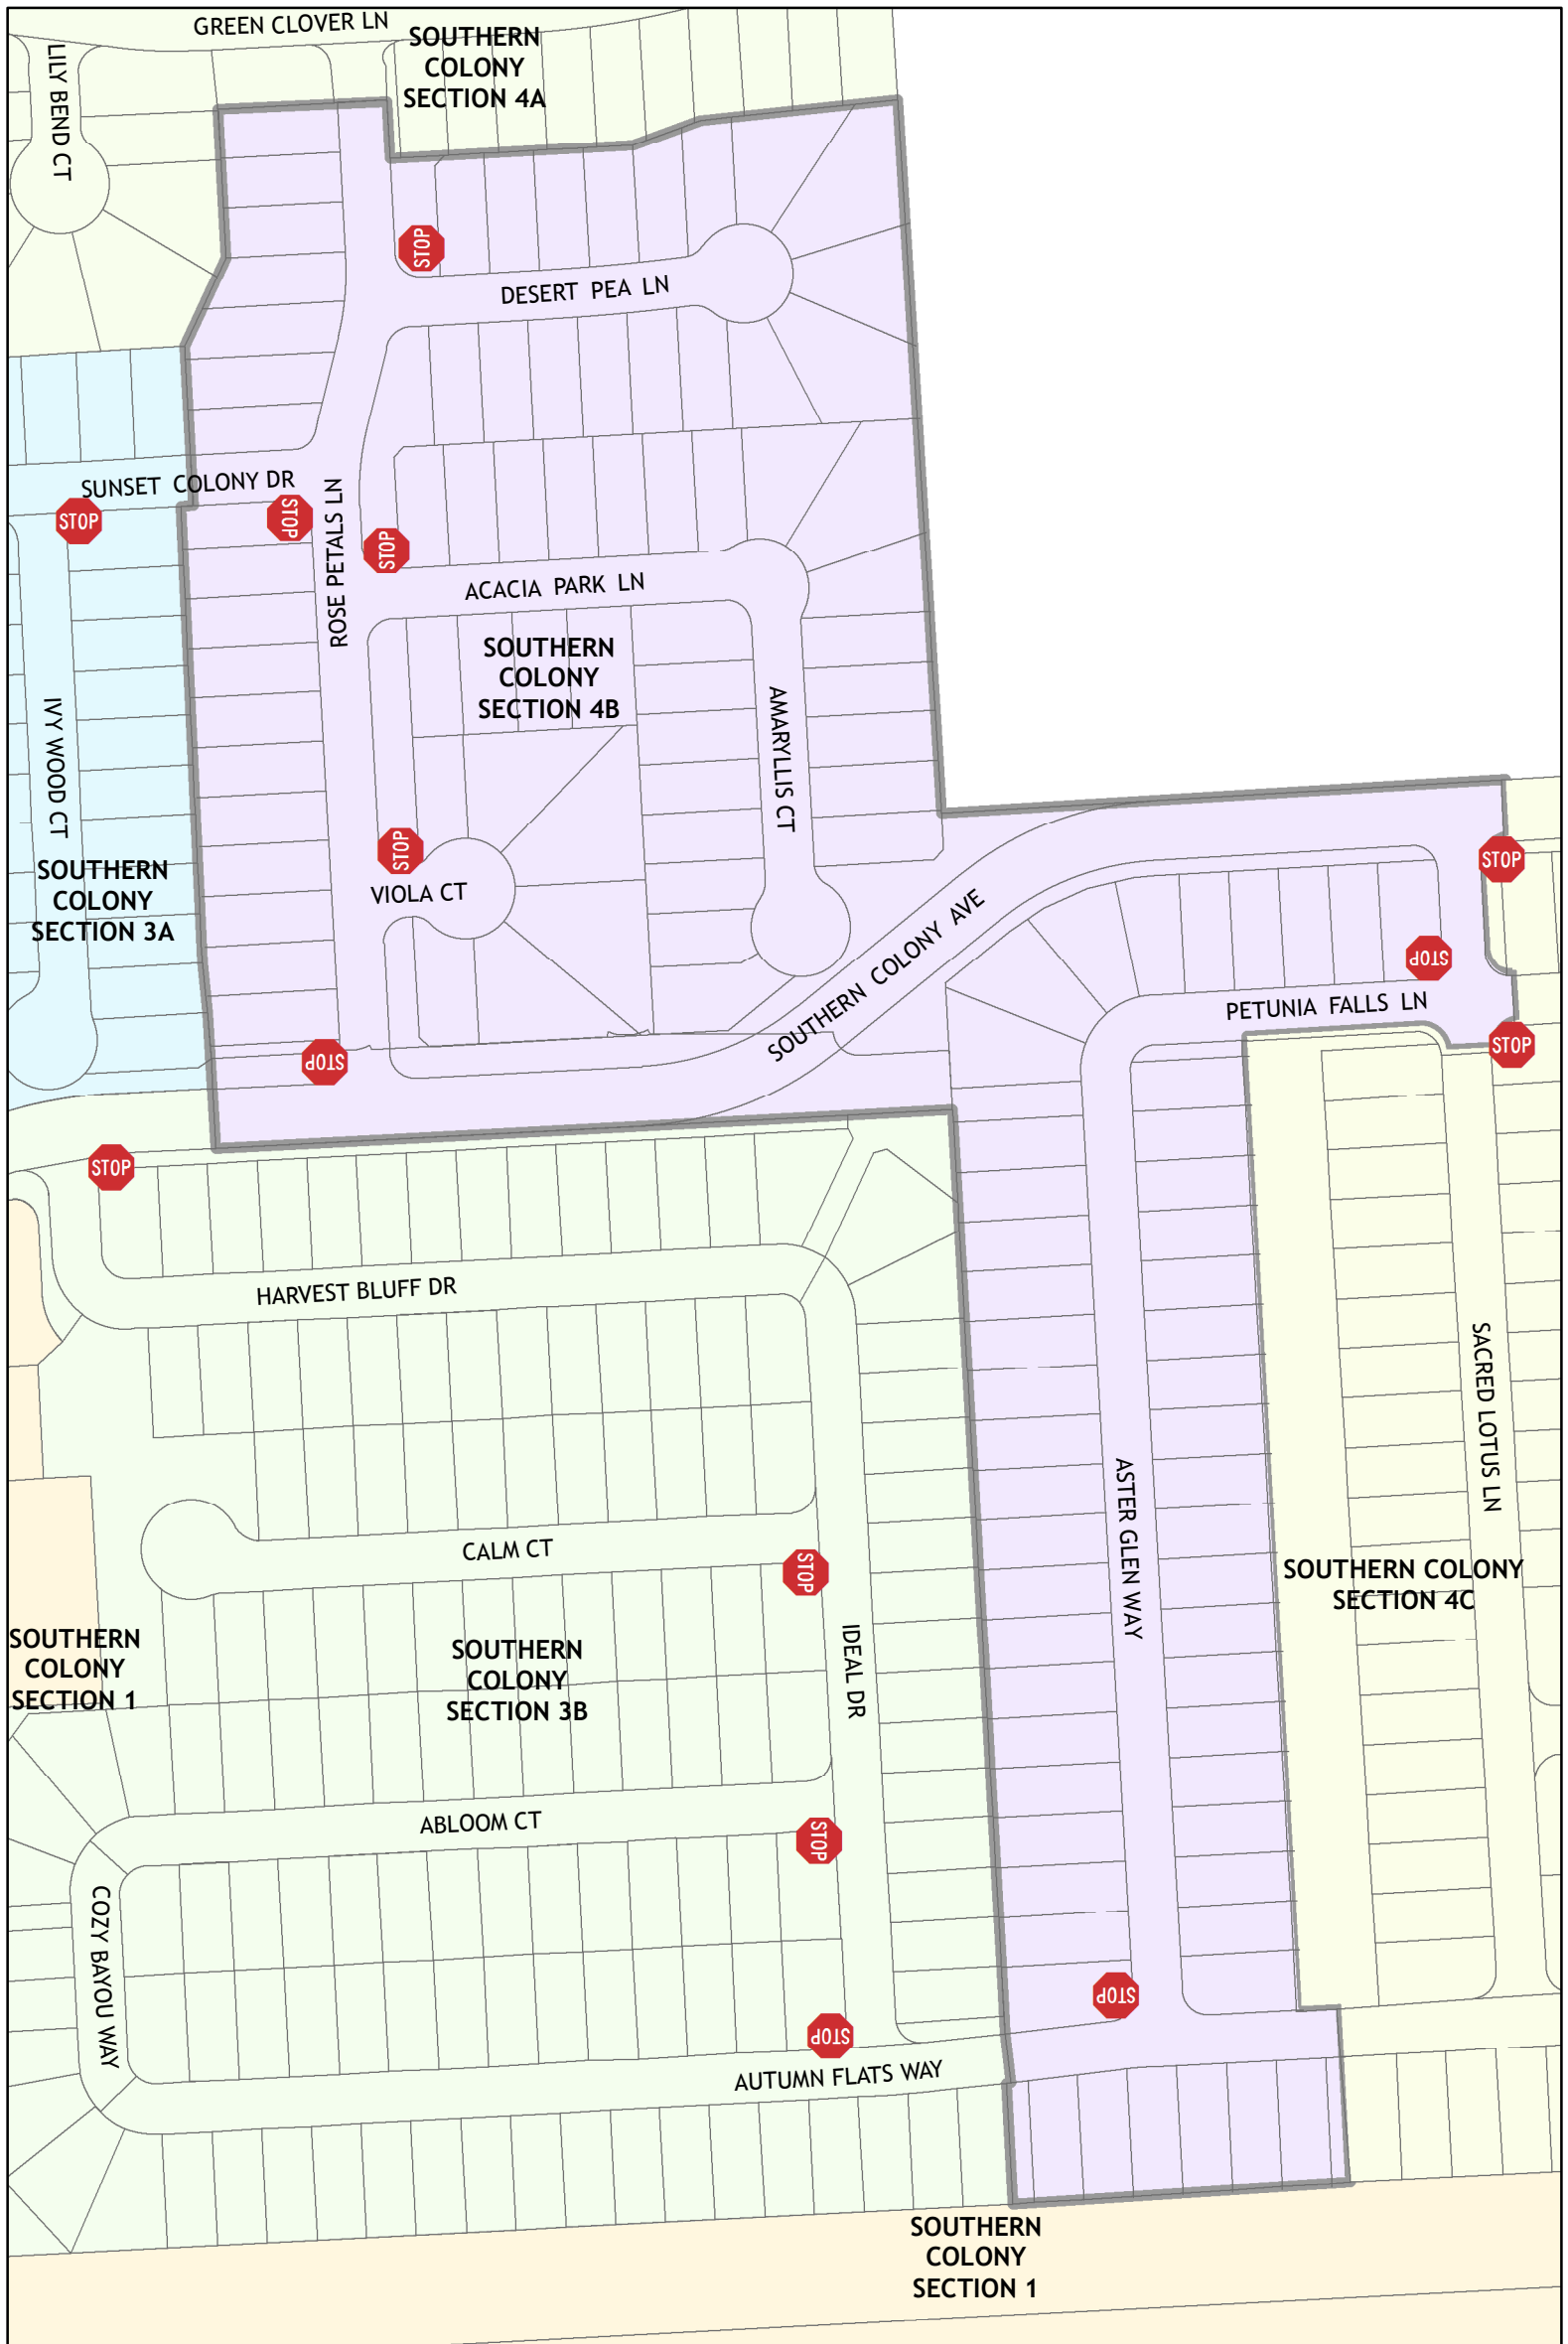 GREEN CLOVER LN
SOUTHERN
COLONY
SECTION 4A
LILY BEND CT
STOP
DESERT PEA LN
SUNSET COLONY DR
STOP
STOP
ROSE PETALS LN
STOP
ACACIA PARK LN
SOUTHERN
COLONY
SECTION 4B
IVY WOOD CT
AMARYLLIS CT
STOP
VIOLA CT
STOP
SOUTHERN
COLONY
SECTION 3A
SOUTHERN COLONY AVE
STOP
PETUNIA FALLS LN
STOP
STOP
STOP
HARVEST BLUFF DR
SACRED LOTUS LN
ASTER GLEN WAY
CALM CT
STOP
SOUTHERN COLONY
SECTION 4C
IDEAL DR
SOUTHERN
COLONY
SECTION 1
SOUTHERN
COLONY
SECTION 3B
ABLOOM CT
STOP
COZY BAYOU WAY
STOP
STOP
AUTUMN FLATS WAY
SOUTHERN
COLONY
SECTION 1